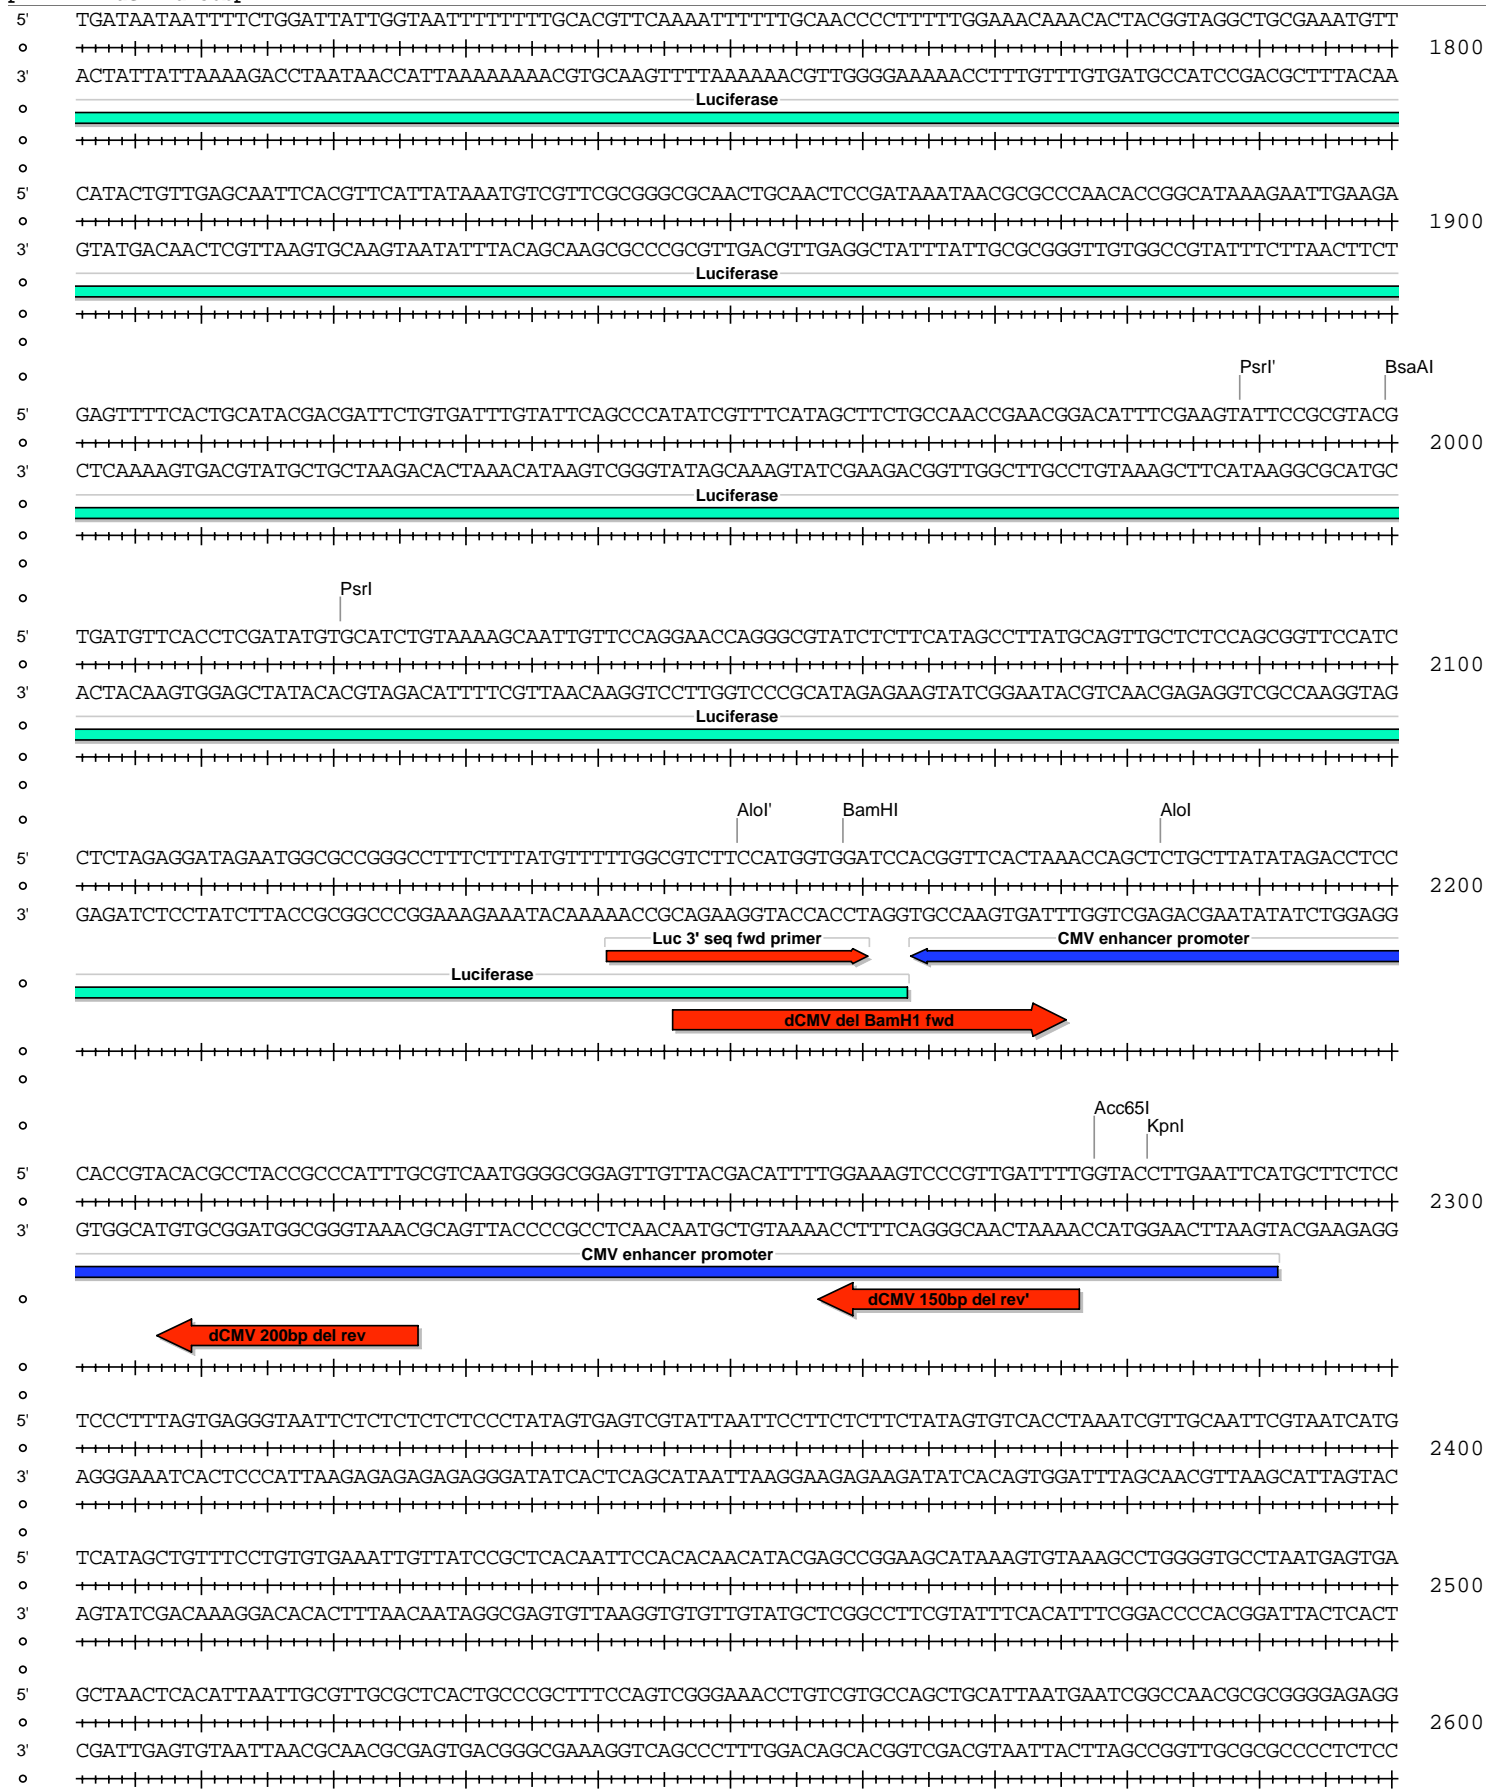 5' TGATAATAATTTTCTGGATTATTGGTAATTTTTTTTGCACGTTCAAAATTTTTTGCAACCCCTTTTTGGAAACAAACACTACGGTAGGCTGCGAAATGTT
1800
3' ACTATTATTAAAAGACCTAATAACCATTAAAAAAAACGTGCAAGTTTTAAAAAACGTTGGGGAAAAACCTTTGTTTGTGATGCCATCCGACGCTTTACAA
Luciferase
5' CATACTGTTGAGCAATTCACGTTCATTATAAATGTCGTTCGCGGGCGCAACTGCAACTCCGATAAATAACGCGCCCAACACCGGCATAAAGAATTGAAGA
1900
3' GTATGACAACTCGTTAAGTGCAAGTAATATTTACAGCAAGCGCCCGCGTTGACGTTGAGGCTATTTATTGCGCGGGTTGTGGCCGTATTTCTTAACTTCT
Luciferase
PsrI' BsaAI
5' GAGTTTTCACTGCATACGACGATTCTGTGATTTGTATTCAGCCCATATCGTTTCATAGCTTCTGCCAACCGAACGGACATTTCGAAGTATTCCGCGTACG
2000
3' CTCAAAAGTGACGTATGCTGCTAAGACACTAAACATAAGTCGGGTATAGCAAAGTATCGAAGACGGTTGGCTTGCCTGTAAAGCTTCATAAGGCGCATGC
Luciferase
PsrI
5' TGATGTTCACCTCGATATGTGCATCTGTAAAAGCAATTGTTCCAGGAACCAGGGCGTATCTCTTCATAGCCTTATGCAGTTGCTCTCCAGCGGTTCCATC
2100
3' ACTACAAGTGGAGCTATACACGTAGACATTTTCGTTAACAAGGTCCTTGGTCCCGCATAGAGAAGTATCGGAATACGTCAACGAGAGGTCGCCAAGGTAG
Luciferase
AloI' BamHI AloI
5' CTCTAGAGGATAGAATGGCGCCGGGCCTTTCTTTATGTTTTTGGCGTCTTCCATGGTGGATCCACGGTTCACTAAACCAGCTCTGCTTATATAGACCTCC
2200
3' GAGATCTCCTATCTTACCGCGGCCCGGAAAGAAATACAAAAACCGCAGAAGGTACCACCTAGGTGCCAAGTGATTTGGTCGAGACGAATATATCTGGAGG
Luc 3' seq fwd primer CMV enhancer promoter
Luciferase
dCMV del BamH1 fwd
Acc65I
KpnI
5' CACCGTACACGCCTACCGCCCATTTGCGTCAATGGGGCGGAGTTGTTACGACATTTTGGAAAGTCCCGTTGATTTTGGTACCTTGAATTCATGCTTCTCC
2300
3' GTGGCATGTGCGGATGGCGGGTAAACGCAGTTACCCCGCCTCAACAATGCTGTAAAACCTTTCAGGGCAACTAAAACCATGGAACTTAAGTACGAAGAGG
CMV enhancer promoter
dCMV 150bp del rev'
dCMV 200bp del rev
5' TCCCTTTAGTGAGGGTAATTCTCTCTCTCTCCCTATAGTGAGTCGTATTAATTCCTTCTCTTCTATAGTGTCACCTAAATCGTTGCAATTCGTAATCATG
2400
3' AGGGAAATCACTCCCATTAAGAGAGAGAGAGGGATATCACTCAGCATAATTAAGGAAGAGAAGATATCACAGTGGATTTAGCAACGTTAAGCATTAGTAC
5' TCATAGCTGTTTCCTGTGTGAAATTGTTATCCGCTCACAATTCCACACAACATACGAGCCGGAAGCATAAAGTGTAAAGCCTGGGGTGCCTAATGAGTGA
2500
3' AGTATCGACAAAGGACACACTTTAACAATAGGCGAGTGTTAAGGTGTGTTGTATGCTCGGCCTTCGTATTTCACATTTCGGACCCCACGGATTACTCACT
5' GCTAACTCACATTAATTGCGTTGCGCTCACTGCCCGCTTTCCAGTCGGGAAACCTGTCGTGCCAGCTGCATTAATGAATCGGCCAACGCGCGGGGAGAGG
2600
3' CGATTGAGTGTAATTAACGCAACGCGAGTGACGGGCGAAAGGTCAGCCCTTTGGACAGCACGGTCGACGTAATTACTTAGCCGGTTGCGCGCCCCTCTCC